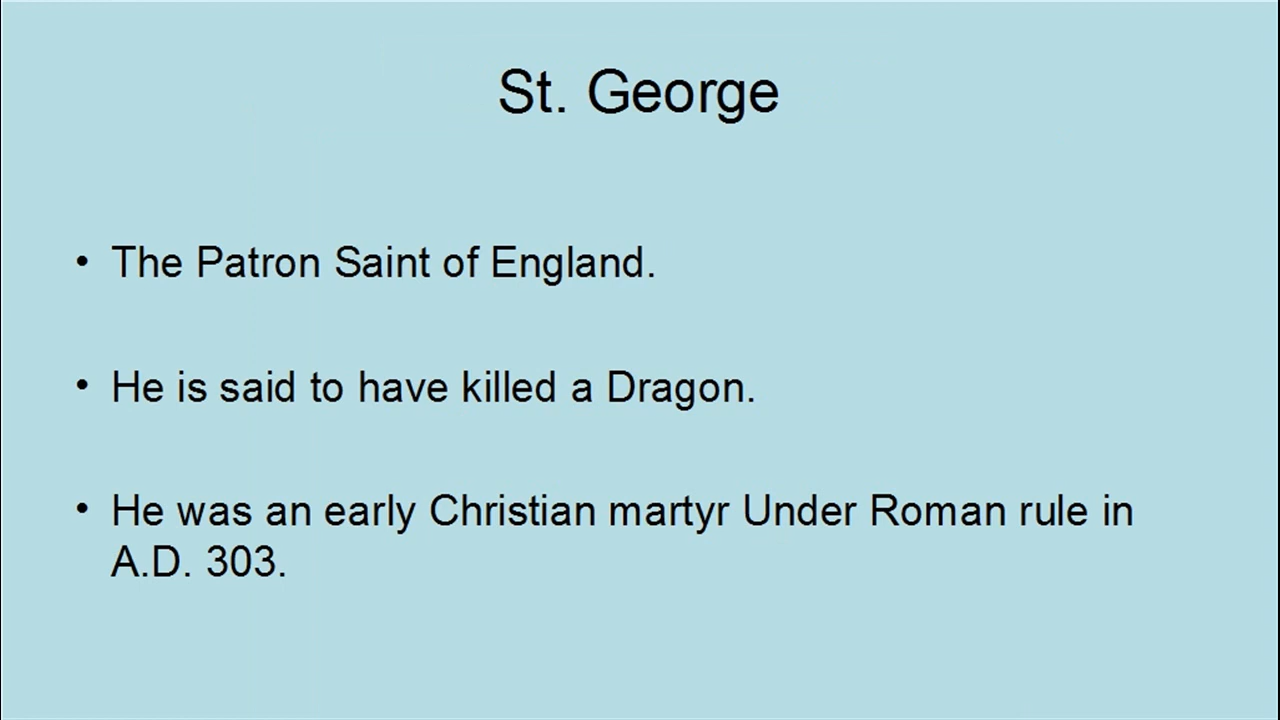 St. George
• The Patron Saint of England.
• He is said to have killed a Dragon.
• He was an early Christian martyr Under Roman rule in
A.D. 303.